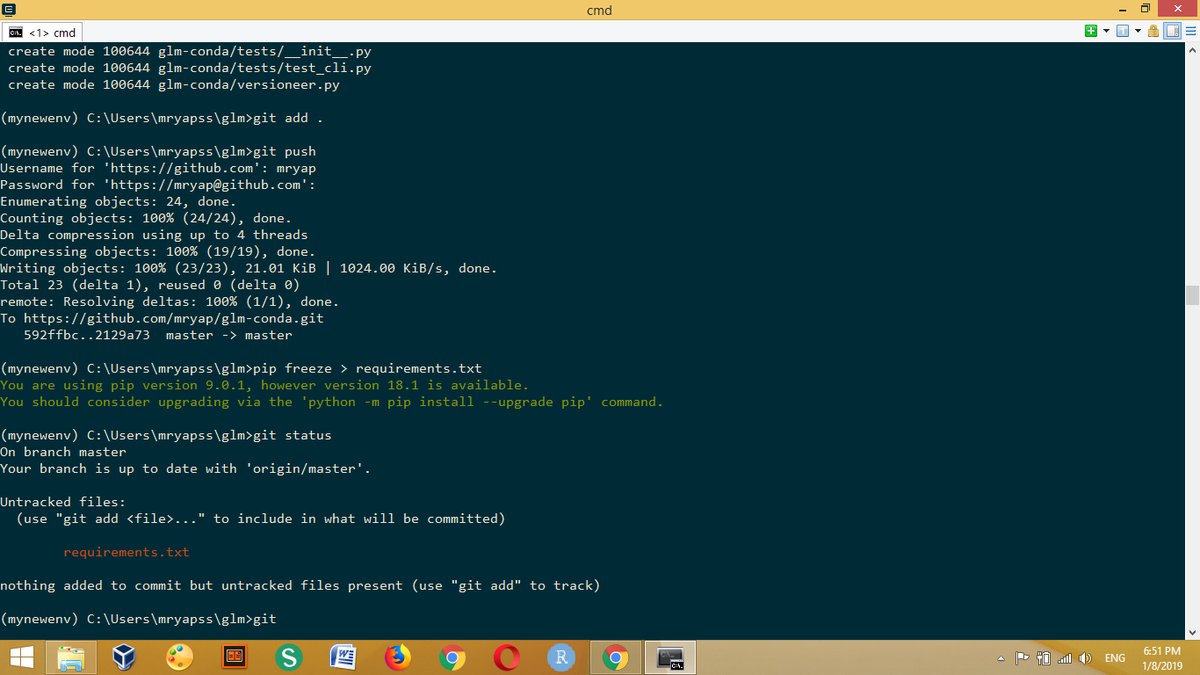 cmd
<1> cmd
create mode 100644 glm-conda/tests/__init__.py
create mode 100644 glm-conda/tests/test_cli.py
create mode 100644 glm-conda/versioneer.py
(mynewenv) C:\Users\mryapss\glm>git add .
(mynewenv) C:\Users\mryapss\glm>git push
Username for 'https://github.com': mryap
Password for 'https://mryap@github.com':
Enumerating objects: 24, done.
Counting objects: 100% (24/24), done.
Delta compression using up to 4 threads
Compressing objects: 100% (19/19), done.
Writing objects: 100% (23/23), 21.01 KiB | 1024.00 KiB/s, done.
Total 23 (delta 1), reused 0 (delta 0)
remote: Resolving deltas: 100% (1/1), done.
To https://github.com/mryap/glm-conda.git
592ffbc..2129a73  master -> master
(mynewenv) C:\Users\mryapss\glm>pip freeze > requirements.txt
You are using pip version 9.0.1, however version 18.1 is available.
You should consider upgrading via the 'python -m pip install --upgrade pip' command.
(mynewenv) C:\Users\mryapss\glm>git status
On branch master
Your branch is up to date with 'origin/master'.
Untracked files:
(use "git add <file>..." to include in what will be committed)
requirements.txt
nothing added to commit but untracked files present (use "git add" to track)
(mynewenv) C:\Users\mryapss\glm>git
ENG
6:51 PM
1/8/2019